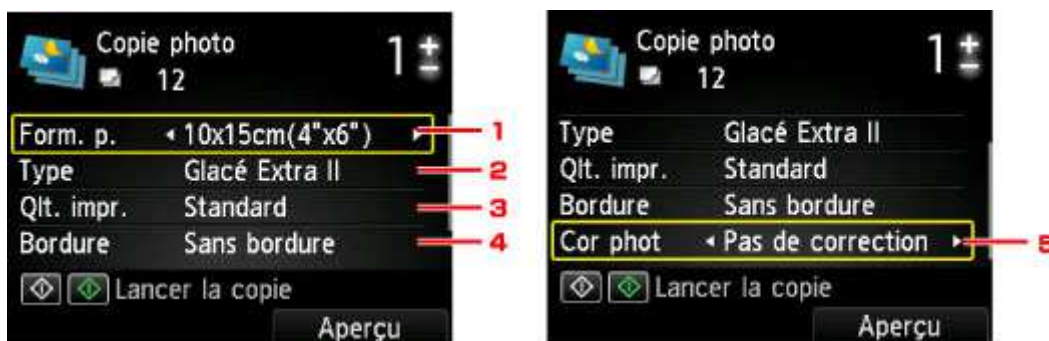 Copie photo
12
1 + -
Form. p. 10x15cm(4"x6") 1
Type Glacé Extra II 2
Qlt. impr. Standard 3
Bordure Sans bordure 4
Lancer la copie
Aperçu
Copie photo
12
1 + -
Type Glacé Extra II
Qlt. impr. Standard
Bordure Sans bordure
Cor phot Pas de correction 5
Lancer la copie
Aperçu